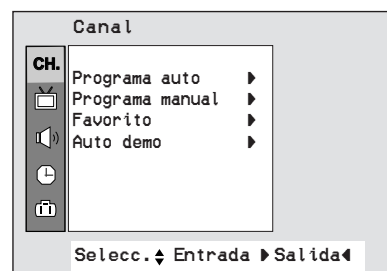 Canal
CH.
Programa auto
Programa manual
Favorito
Auto demo
Selecc. Entrada Salida